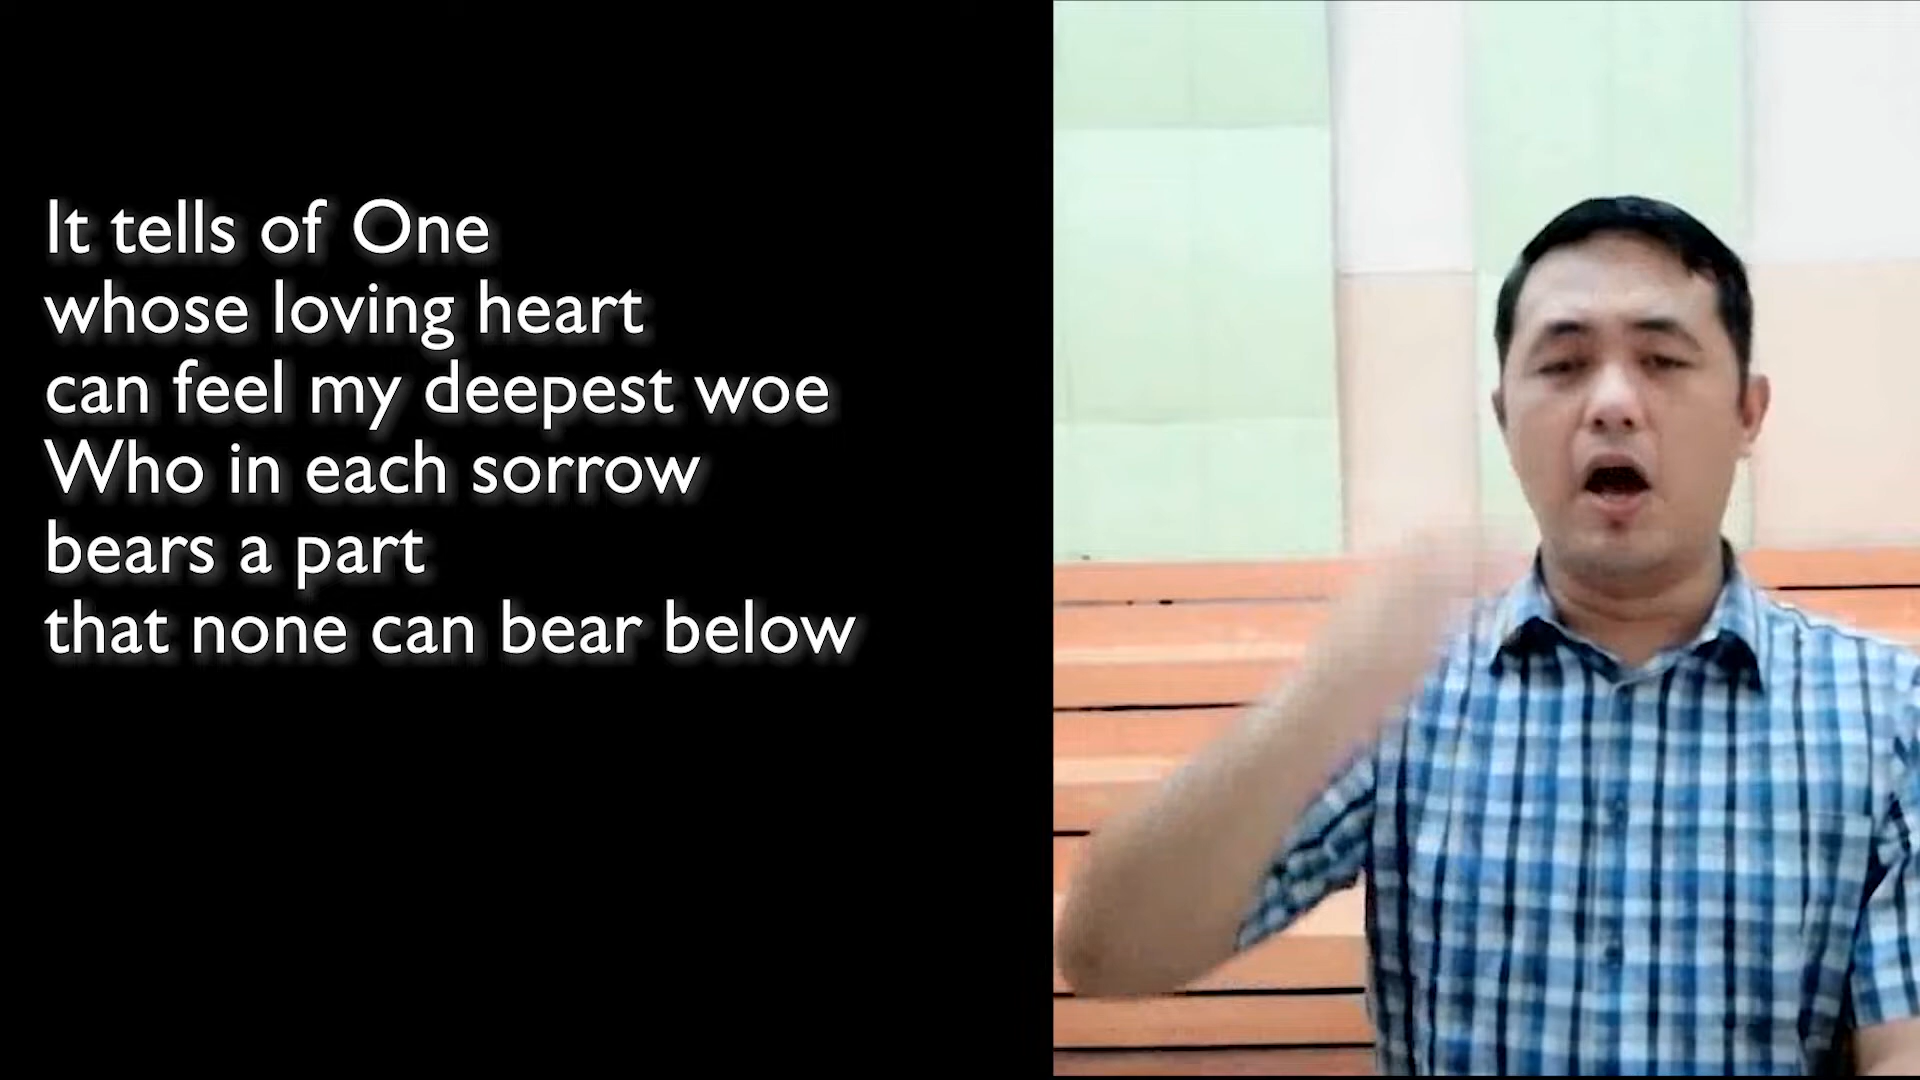 It tells of One
whose loving heart
can feel my deepest woe
Who in each sorrow
bears a part
that none can bear below